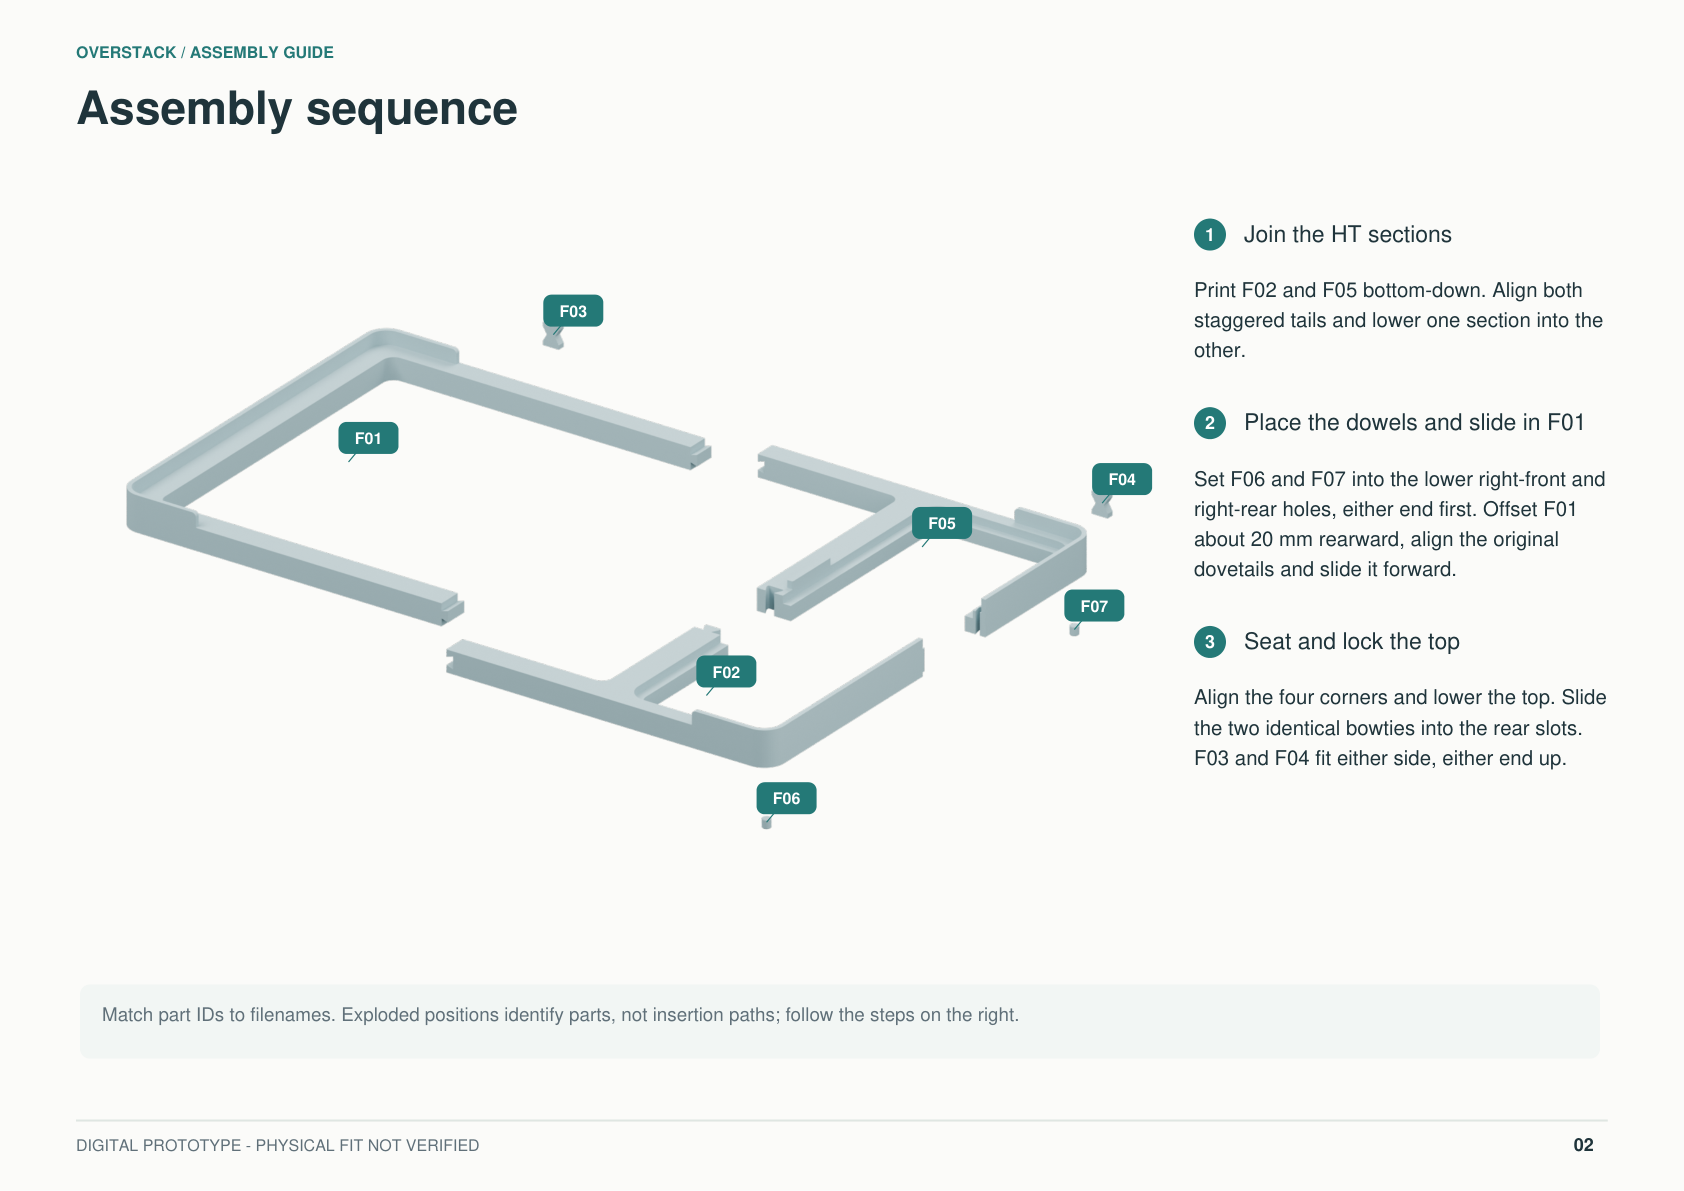 OVERSTACK / ASSEMBLY GUIDE
Assembly sequence
F03
F01
F04
F05
F07
F02
F06
1 Join the HT sections
Print F02 and F05 bottom-down. Align both
staggered tails and lower one section into the
other.
2 Place the dowels and slide in F01
Set F06 and F07 into the lower right-front and
right-rear holes, either end first. Offset F01
about 20 mm rearward, align the original
dovetails and slide it forward.
3 Seat and lock the top
Align the four corners and lower the top. Slide
the two identical bowties into the rear slots.
F03 and F04 fit either side, either end up.
Match part IDs to filenames. Exploded positions identify parts, not insertion paths; follow the steps on the right.
DIGITAL PROTOTYPE - PHYSICAL FIT NOT VERIFIED
02